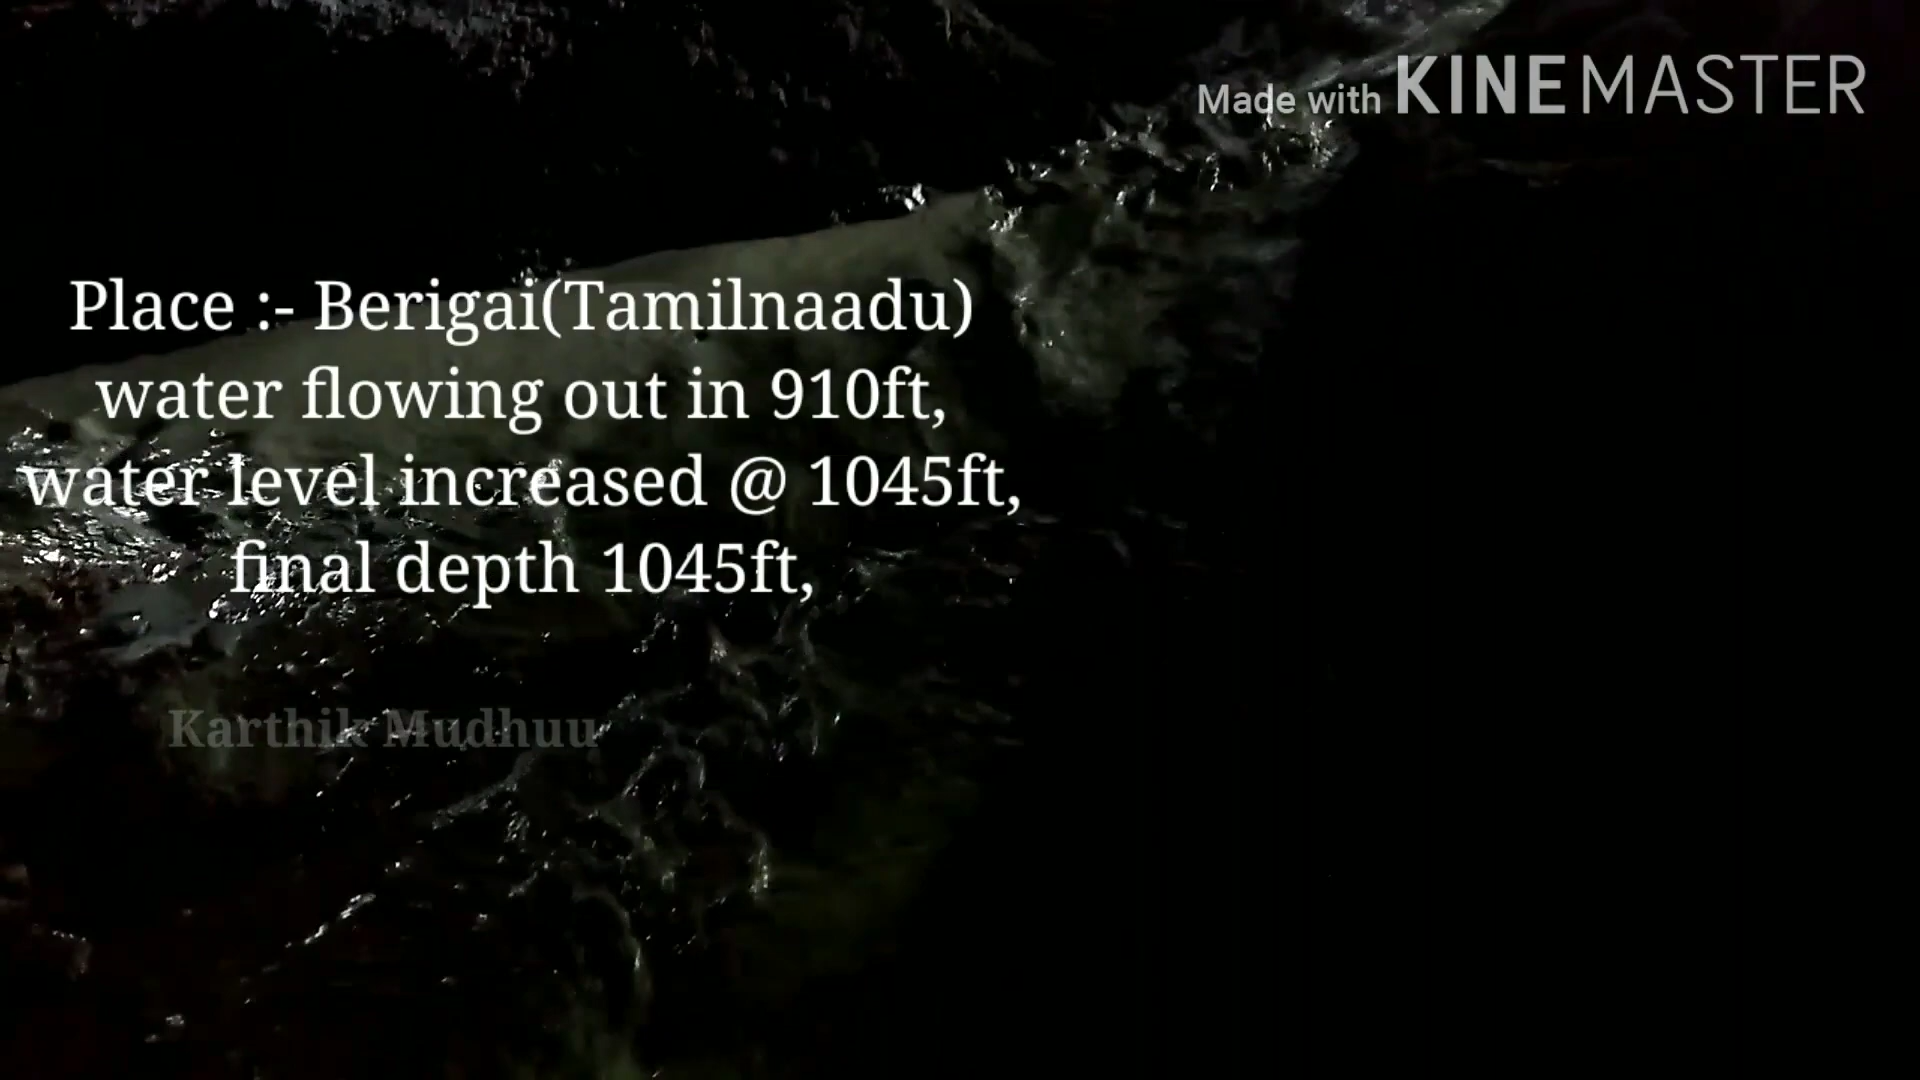 Made with KINEMASTER
Place :- Berigai(Tamilnaadu)
water flowing out in 910ft,
water level increased @ 1045ft,
final depth 1045ft,
Karthik Mudhuu